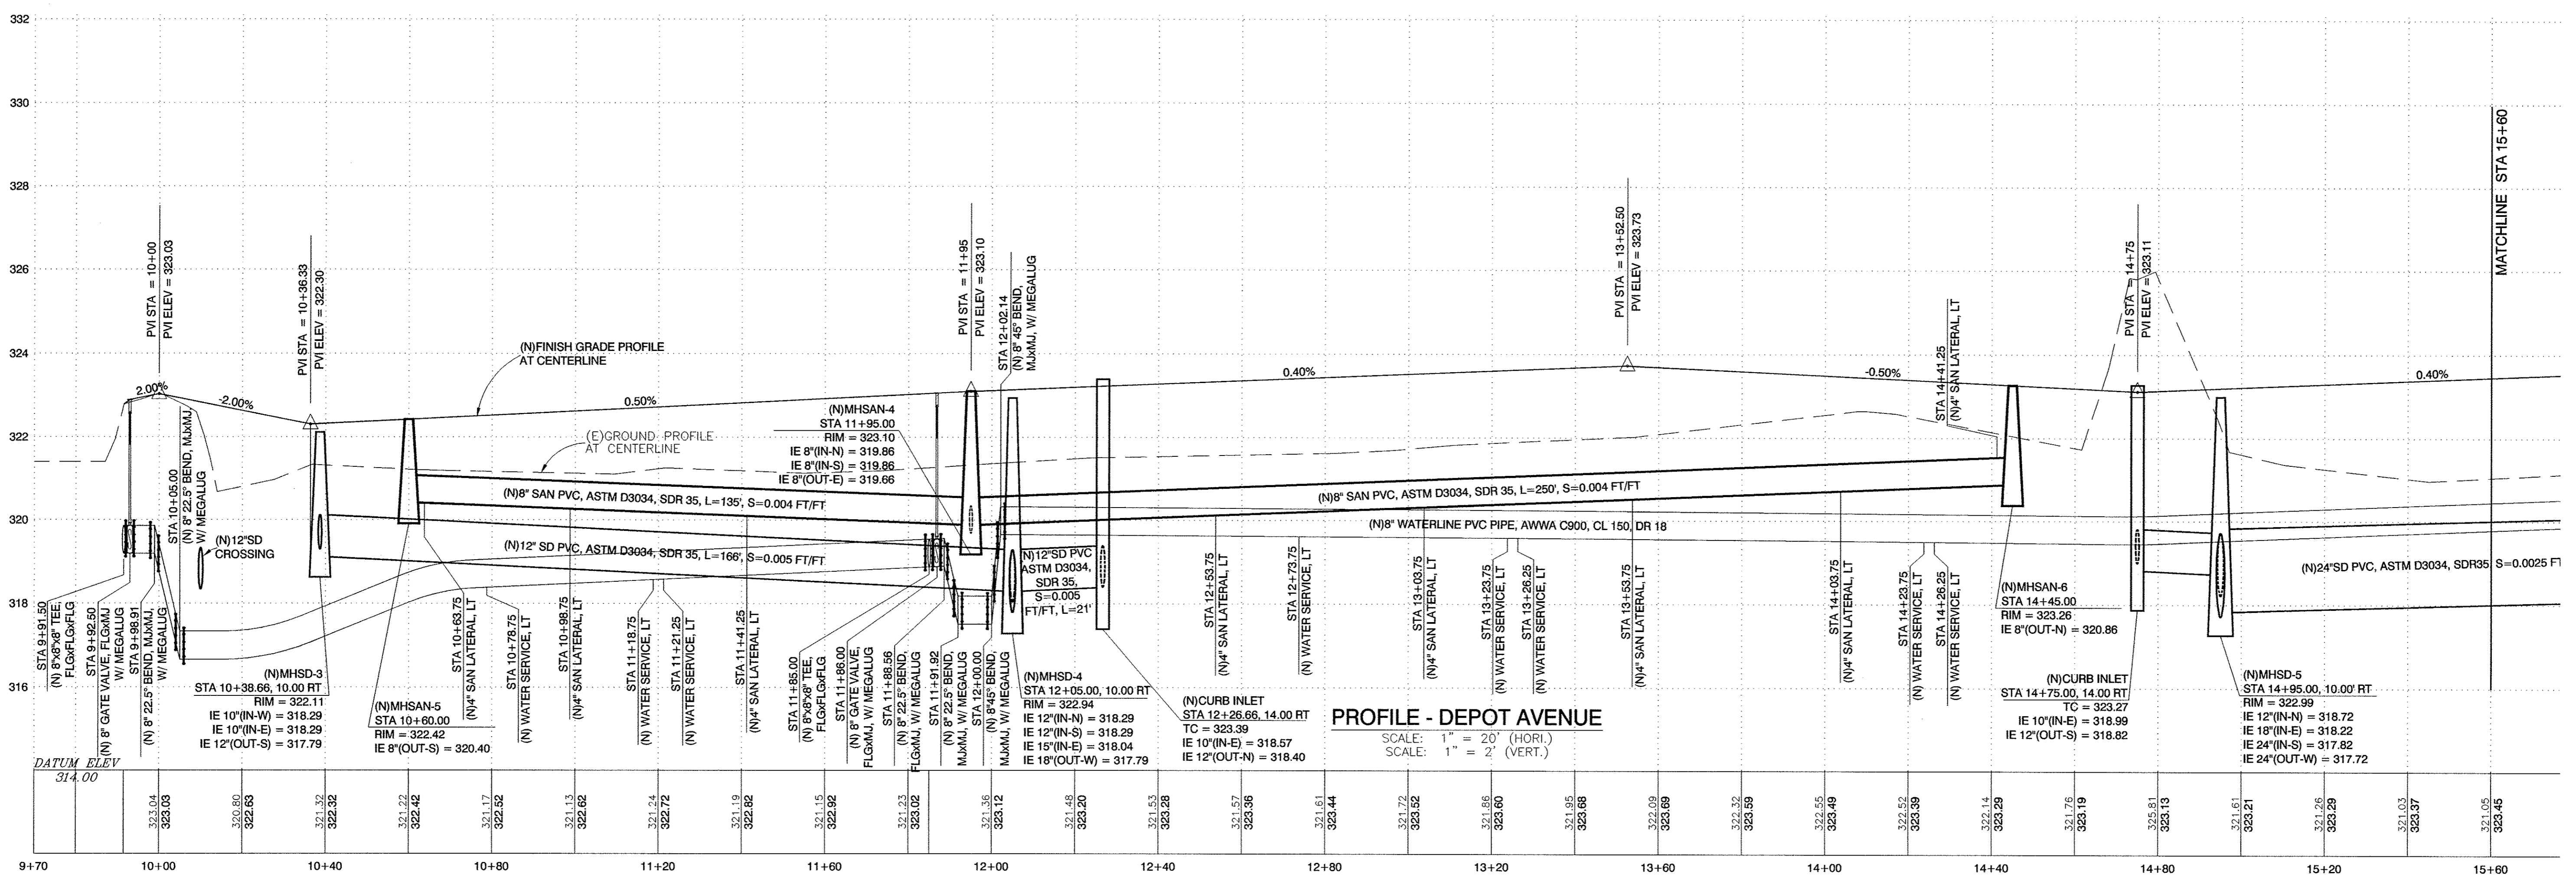 332
330
328
326
324
322
320
318
316
DATUM ELEV
314.00
PVI STA = 10+00
PVI ELEV = 323.03
PVI STA = 10+36.33
PVI ELEV = 322.30
PVI STA = 11+95
PVI ELEV = 323.10
STA 12+02.14
(N) 8" 45° BEND,
MJxMJ, W/ MEGALUG
PVI STA = 13+52.50
PVI ELEV = 323.73
PVI STA = 14+75
PVI ELEV = 323.11
MATCHLINE STA 15+60
2.00%
-2.00%
0.50%
0.40%
-0.50%
0.40%
(N)FINISH GRADE PROFILE
AT CENTERLINE
(E)GROUND PROFILE
AT CENTERLINE
(N)MHSAN-4
STA 11+95.00
RIM = 323.10
IE 8"(IN-N) = 319.86
IE 8"(IN-S) = 319.86
IE 8"(OUT-E) = 319.66
STA 14+41.25
(N)4" SAN LATERAL, LT
(N)8" SAN PVC, ASTM D3034, SDR 35, L=135', S=0.004 FT/FT
(N)8" SAN PVC, ASTM D3034, SDR 35, L=250', S=0.004 FT/FT
(N)8" WATERLINE PVC PIPE, AWWA C900, CL 150, DR 18
(N)12" SD PVC, ASTM D3034, SDR 35, L=166', S=0.005 FT/FT
(N)12"SD PVC
ASTM D3034,
SDR 35,
S=0.005
FT/FT, L=21'
(N)24"SD PVC, ASTM D3034, SDR35, S=0.0025 FT
(N)12"SD
CROSSING
STA 9+91.50
(N) 8"x8"x8" TEE,
FLGxFLGxFLG
STA 9+92.50
(N) 8" GATE VALVE, FLGxMJ
W/ MEGALUG
STA 9+98.91
(N) 8" 22.5° BEND, MJxMJ,
W/ MEGALUG
STA 10+05.00
(N) 8" 22.5° BEND, MJxMJ,
W/ MEGALUG
(N)MHSD-3
STA 10+38.66, 10.00 RT
RIM = 322.11
IE 10"(IN-W) = 318.29
IE 10"(IN-E) = 318.29
IE 12"(OUT-S) = 317.79
(N)MHSAN-5
STA 10+60.00
RIM = 322.42
IE 8"(OUT-S) = 320.40
STA 10+63.75
(N)4" SAN LATERAL, LT
STA 10+78.75
(N) WATER SERVICE, LT
STA 10+98.75
(N)4" SAN LATERAL, LT
STA 11+18.75
(N) WATER SERVICE, LT
STA 11+21.25
(N) WATER SERVICE, LT
STA 11+41.25
(N)4" SAN LATERAL, LT
STA 11+85.00
(N) 8"x8"x8" TEE,
FLGxFLGxFLG
STA 11+86.00
(N) 8" GATE VALVE,
FLGxMJ, W/ MEGALUG
STA 11+88.56
(N) 8" 22.5° BEND,
FLGxMJ, W/ MEGALUG
STA 11+91.92
(N) 8" 22.5° BEND,
MJxMJ, W/ MEGALUG
STA 12+00.00
(N) 8"45° BEND,
MJxMJ, W/ MEGALUG
(N)MHSD-4
STA 12+05.00, 10.00 RT
RIM = 322.94
IE 12"(IN-N) = 318.29
IE 12"(IN-S) = 318.29
IE 15"(IN-E) = 318.04
IE 18"(OUT-W) = 317.79
(N)CURB INLET
STA 12+26.66, 14.00 RT
TC = 323.39
IE 10"(IN-E) = 318.57
IE 12"(OUT-N) = 318.40
STA 12+53.75
(N)4" SAN LATERAL, LT
STA 12+73.75
(N) WATER SERVICE, LT
STA 13+03.75
(N)4" SAN LATERAL, LT
STA 13+23.75
(N) WATER SERVICE, LT
STA 13+26.25
(N) WATER SERVICE, LT
STA 13+53.75
(N)4" SAN LATERAL, LT
STA 14+03.75
(N)4" SAN LATERAL, LT
STA 14+23.75
(N) WATER SERVICE, LT
STA 14+26.25
(N) WATER SERVICE, LT
(N)MHSAN-6
STA 14+45.00
RIM = 323.26
IE 8"(OUT-N) = 320.86
(N)CURB INLET
STA 14+75.00, 14.00 RT
TC = 323.27
IE 10"(IN-E) = 318.99
IE 12"(OUT-S) = 318.82
(N)MHSD-5
STA 14+95.00, 10.00' RT
RIM = 322.99
IE 12"(IN-N) = 318.72
IE 18"(IN-E) = 318.22
IE 24"(IN-S) = 317.82
IE 24"(OUT-W) = 317.72
PROFILE - DEPOT AVENUE
SCALE: 1" = 20' (HORI.)
SCALE: 1" = 2' (VERT.)
323.04
323.03
320.80
322.63
321.32
322.32
321.22
322.42
321.17
322.52
321.13
322.62
321.24
322.72
321.19
322.82
321.15
322.92
321.23
323.02
321.36
323.12
321.48
323.20
321.53
323.28
321.57
323.36
321.61
323.44
321.72
323.52
321.86
323.60
321.95
323.68
322.09
323.69
322.32
323.59
322.55
323.49
322.52
323.39
322.14
323.29
321.76
323.19
325.81
323.13
321.61
323.21
321.26
323.29
321.03
323.37
321.05
323.45
9+70 10+00 10+40 10+80 11+20 11+60 12+00 12+40 12+80 13+20 13+60 14+00 14+40 14+80 15+20 15+60